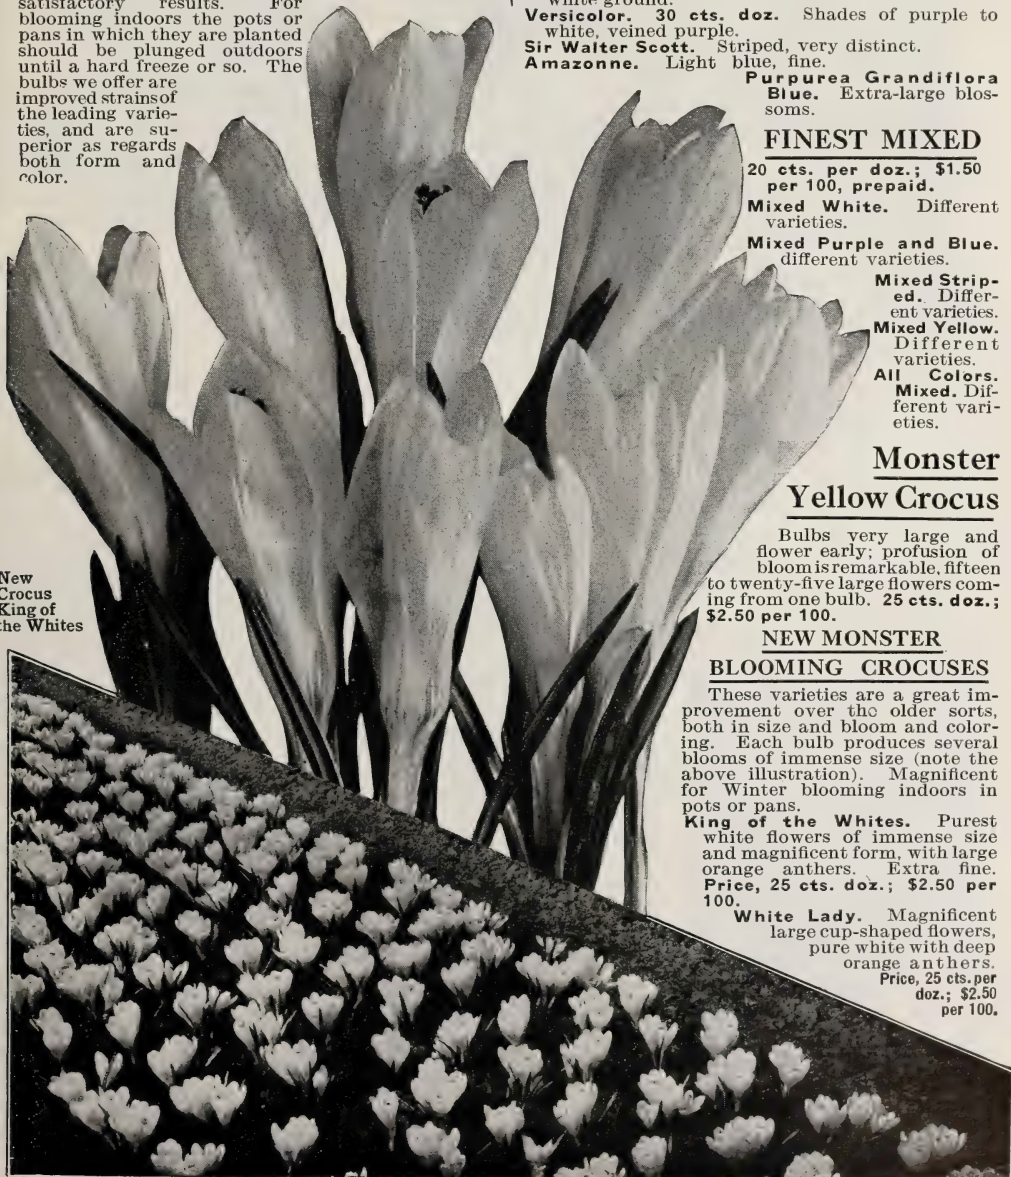 satisfactory results. For
blooming indoors the pots or
pans in which they are planted
should be plunged outdoors
until a hard freeze or so. The
bulbs we offer are
improved strains of
the leading varie-
ties, and are su-
perior as regards
both form and
color.
white ground.
Versicolor. 30 cts. doz. Shades of purple to
white, veined purple.
Sir Walter Scott. Striped, very distinct.
Amazonne. Light blue, fine.
Purpurea Grandiflora
Blue. Extra-large blos-
soms.
FINEST MIXED
20 cts. per doz.; $1.50
per 100, prepaid.
Mixed White. Different
varieties.
Mixed Purple and Blue.
different varieties.
Mixed Strip-
ed. Differ-
ent varieties.
Mixed Yellow.
Different
varieties.
All Colors.
Mixed. Dif-
ferent vari-
eties.
Monster
Yellow Crocus
Bulbs very large and
flower early; profusion of
bloom is remarkable, fifteen
to twenty-five large flowers com-
ing from one bulb. 25 cts. doz.;
$2.50 per 100.
NEW MONSTER
BLOOMING CROCUSES
These varieties are a great im-
provement over the older sorts,
both in size and bloom and color-
ing. Each bulb produces several
blooms of immense size (note the
above illustration). Magnificent
for Winter blooming indoors in
pots or pans.
King of the Whites. Purest
white flowers of immense size
and magnificent form, with large
orange anthers. Extra fine.
Price, 25 cts. doz.; $2.50 per
100.
White Lady. Magnificent
large cup-shaped flowers,
pure white with deep
orange anthers.
Price, 25 cts. per
doz.; $2.50
per 100.
New
Crocus
King of
the Whites